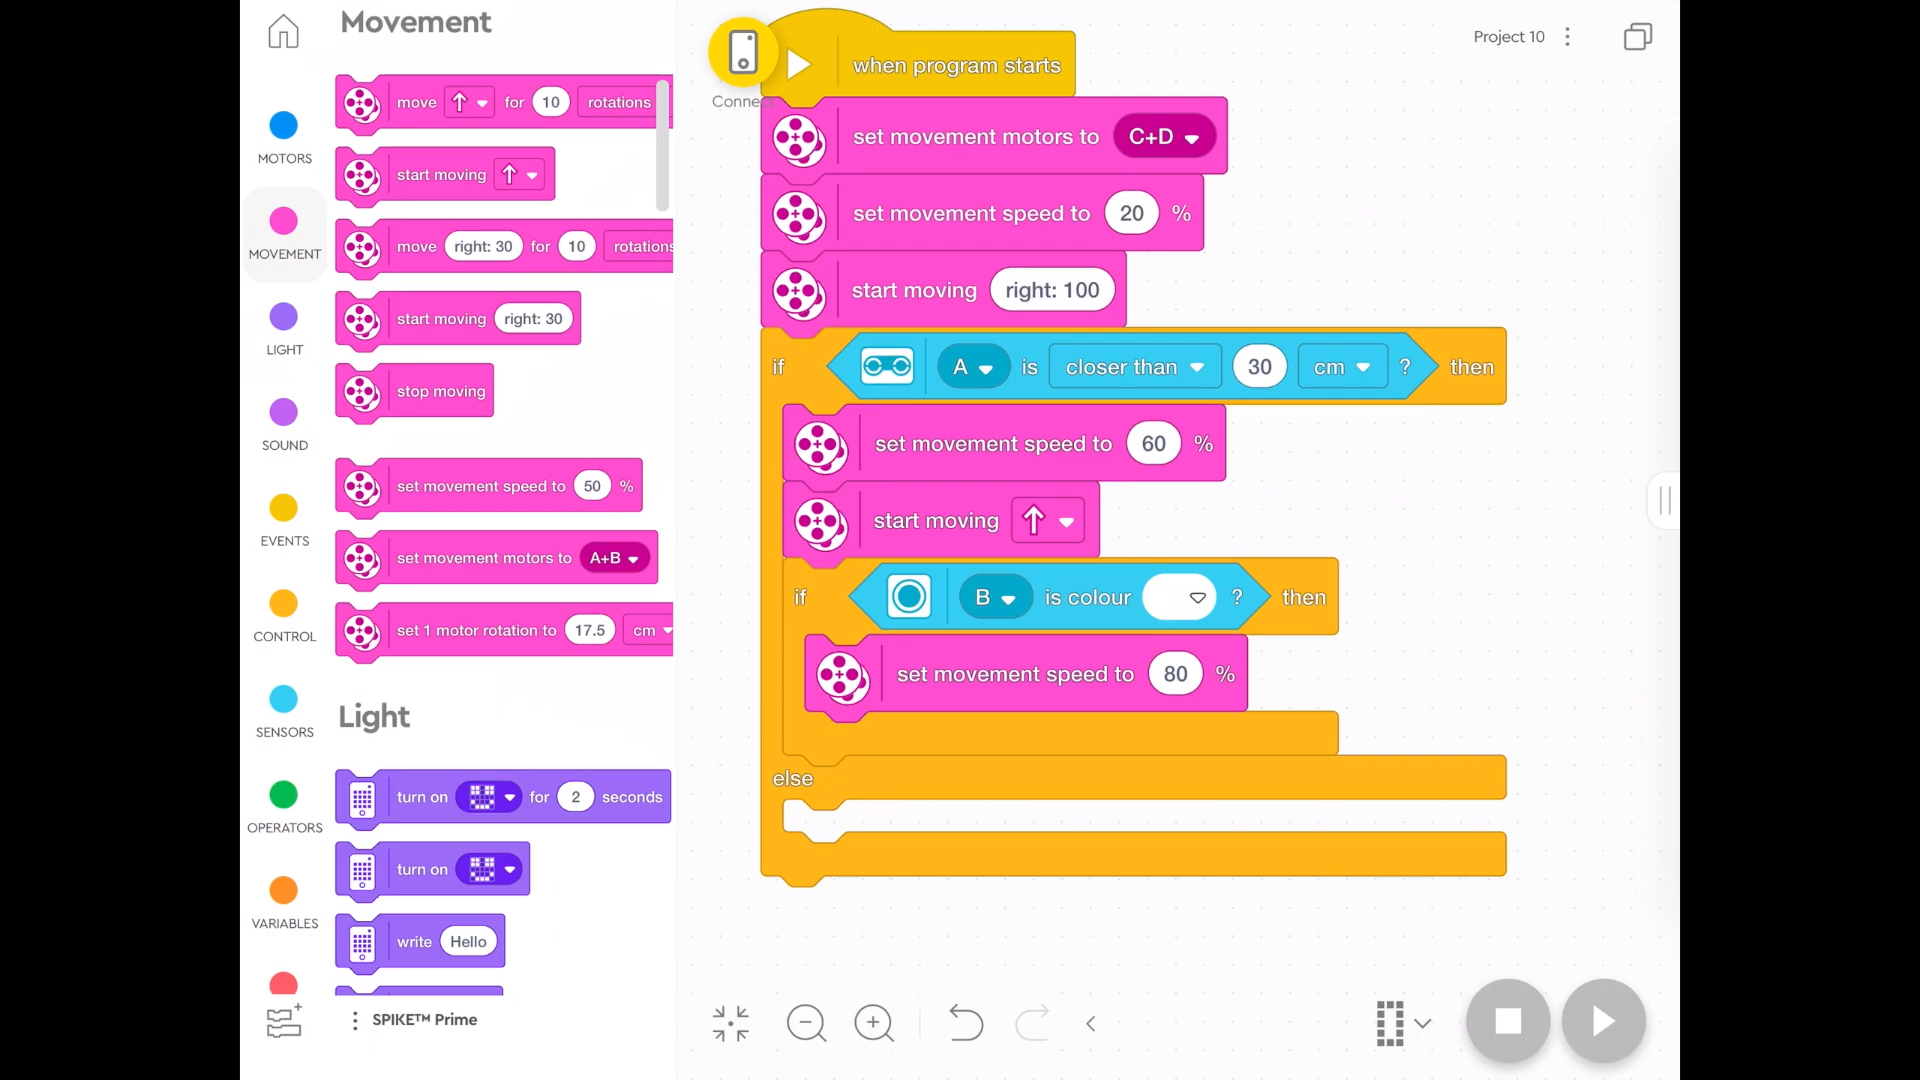 Movement
move for 10 rotations
start moving
move right: 30 for 10 rotations
start moving right: 30
stop moving
set movement speed to 50 %
set movement motors to A+B
set 1 motor rotation to 17.5 cm
Light
turn on for 2 seconds
turn on
write Hello
MOTORS
MOVEMENT
LIGHT
SOUND
EVENTS
CONTROL
SENSORS
OPERATORS
VARIABLES
SPIKE™ Prime
Connec
Project 10
when program starts
set movement motors to C+D
set movement speed to 20 %
start moving right: 100
if A is closer than 30 cm ? then
set movement speed to 60 %
start moving
if B is colour ? then
set movement speed to 80 %
else